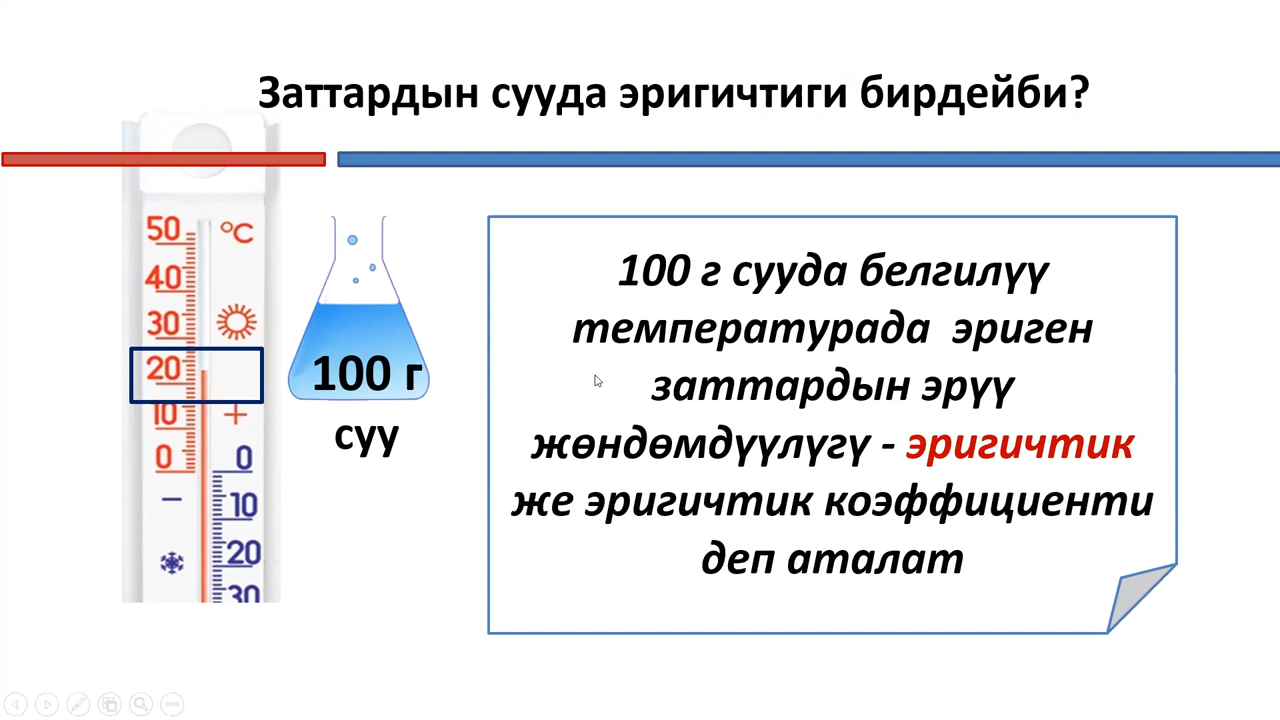 Заттардын сууда эригичтиги бирдейби?
50 °C
40
30
20
10 +
0 0
– 10
20
30
100 г
суу
100 г сууда белгилүү
температурада эриген
заттардын эрүү
жөндөмдүүлүгү - эригичтик
же эригичтик коэффициенти
деп аталат